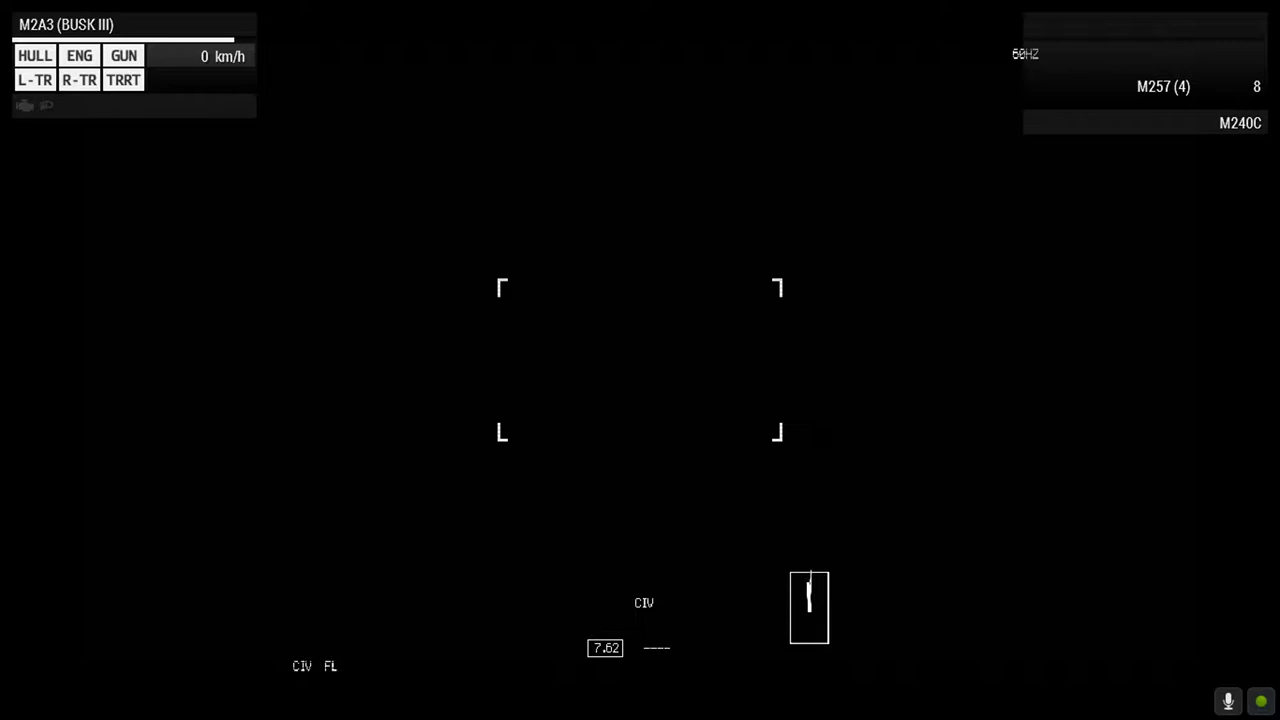 M2A3 (BUSK III)
HULL ENG GUN 0 km/h
L-TR R-TR TRRT
60HZ
M257 (4) 8
M240C
CIV
7.62 ----
CIV FL